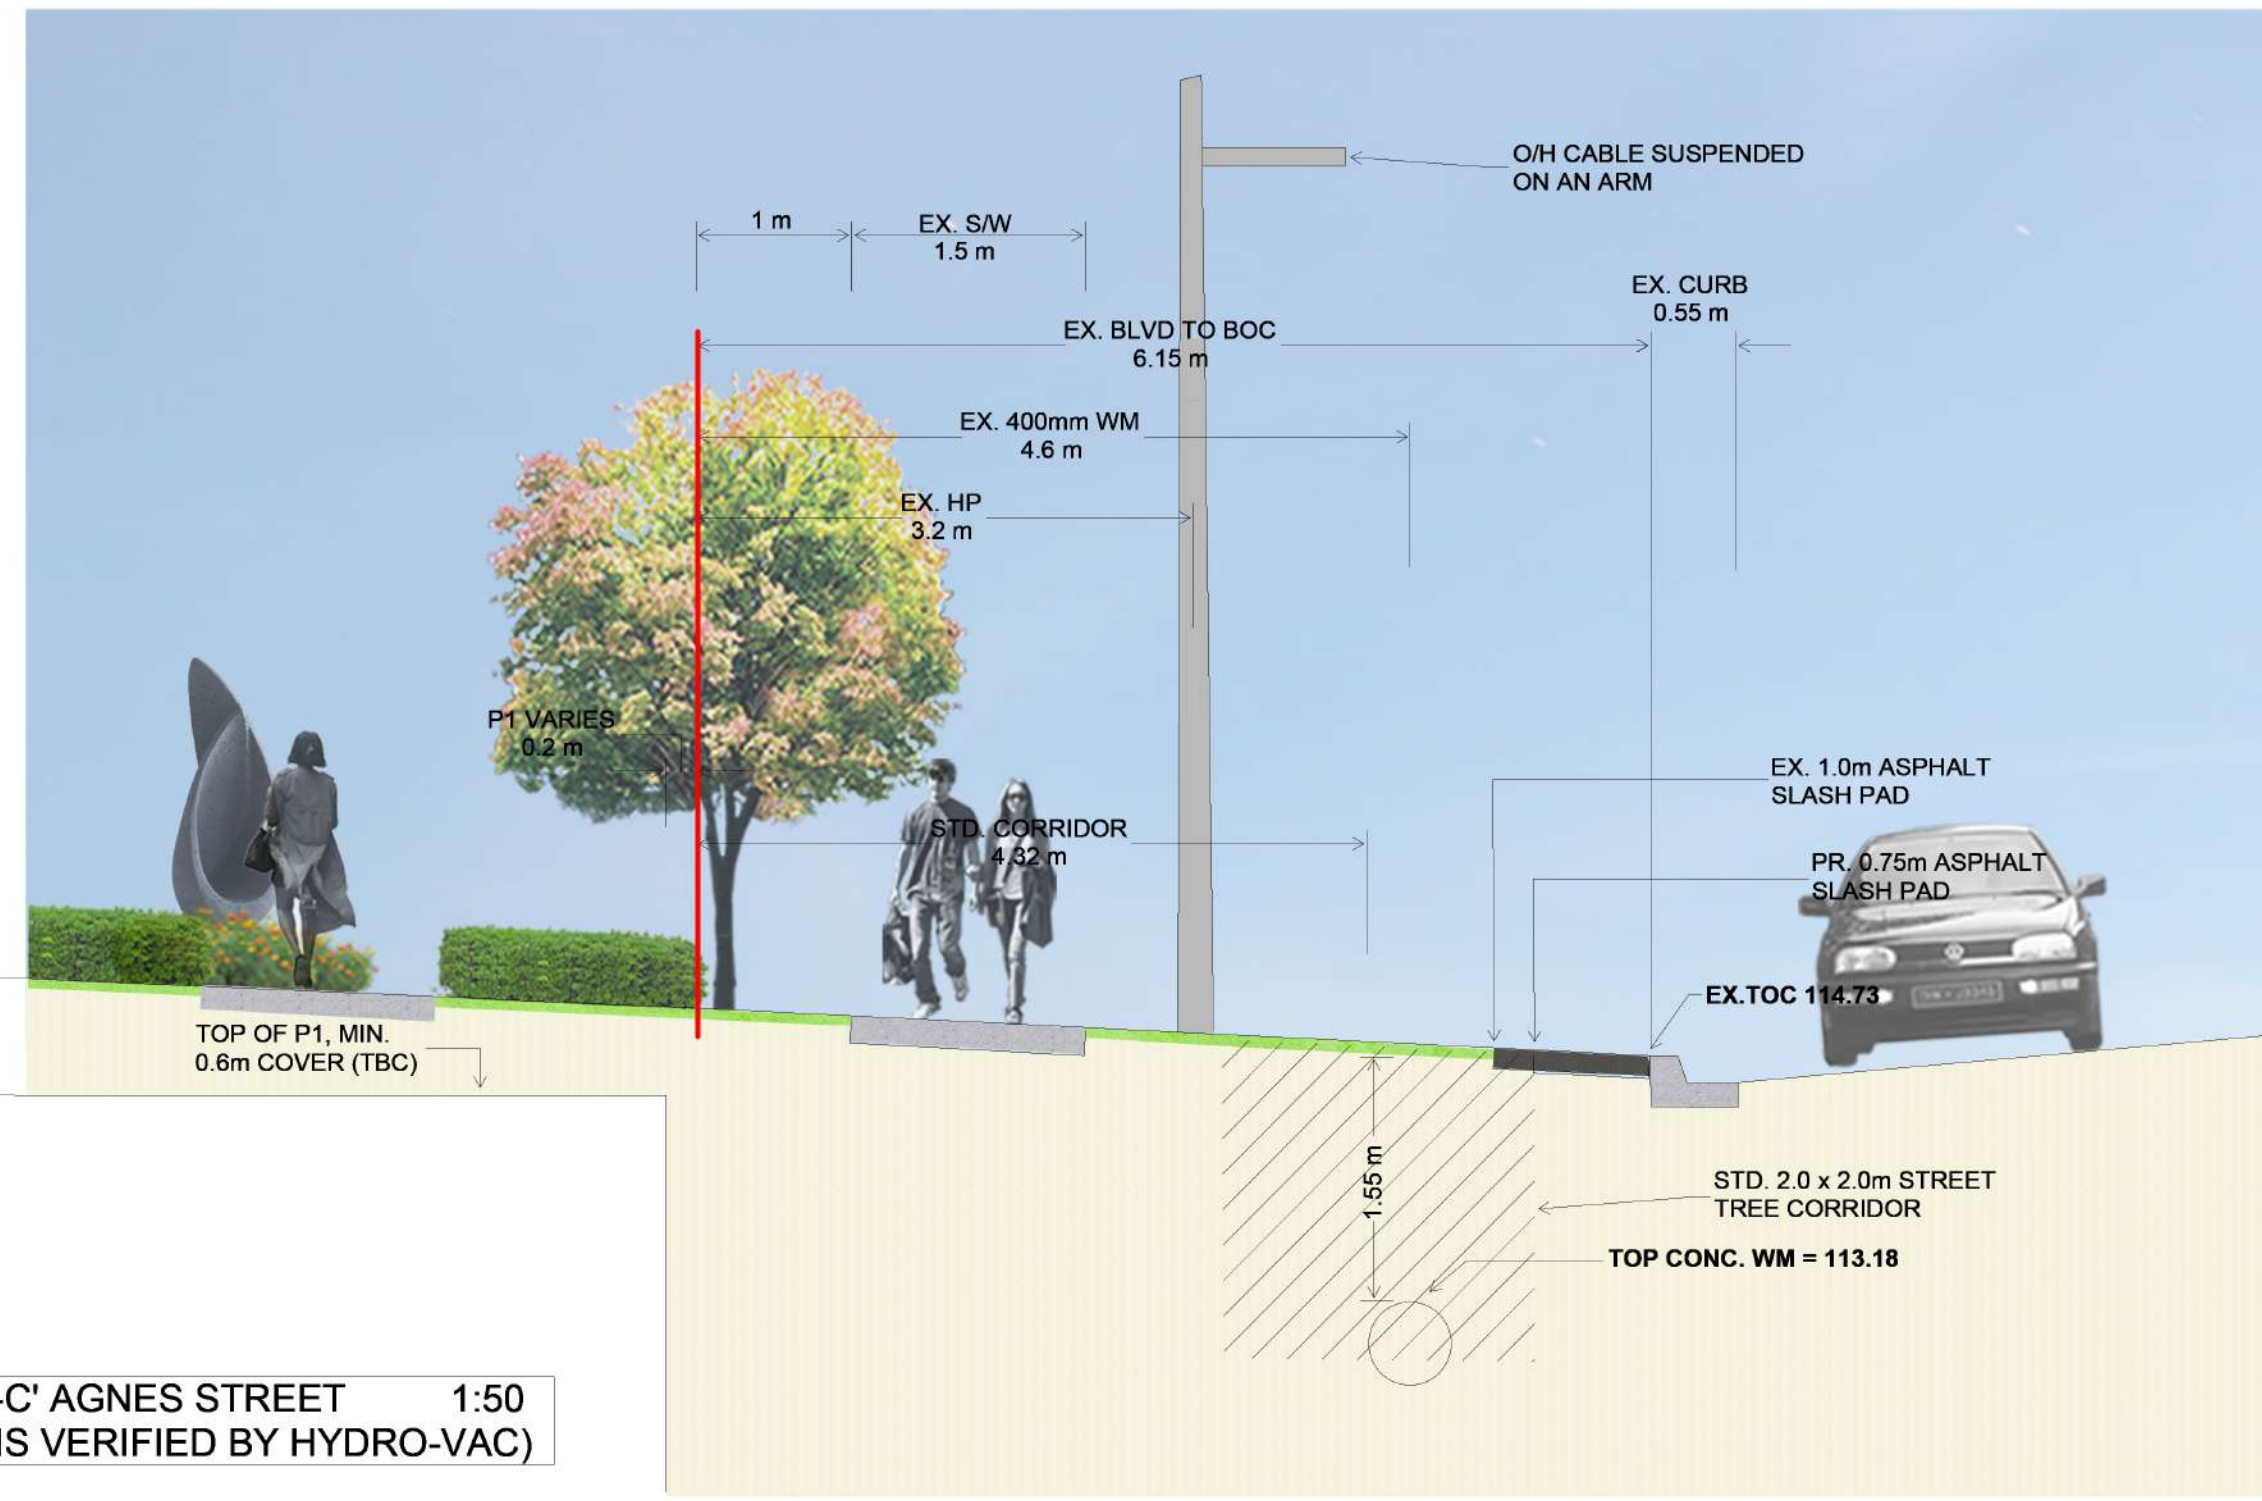 O/H CABLE SUSPENDED
ON AN ARM
1 m
EX. S/W
1.5 m
EX. CURB
0.55 m
EX. BLVD TO BOC
6.15 m
EX. 400mm WM
4.6 m
EX. HP
3.2 m
P1 VARIES
0.2 m
EX. 1.0m ASPHALT
SLASH PAD
STD. CORRIDOR
4.32 m
PR. 0.75m ASPHALT
SLASH PAD
EX.TOC 114.73
TOP OF P1, MIN.
0.6m COVER (TBC)
1.55 m
STD. 2.0 x 2.0m STREET
TREE CORRIDOR
TOP CONC. WM = 113.18
-C' AGNES STREET 1:50
IS VERIFIED BY HYDRO-VAC)